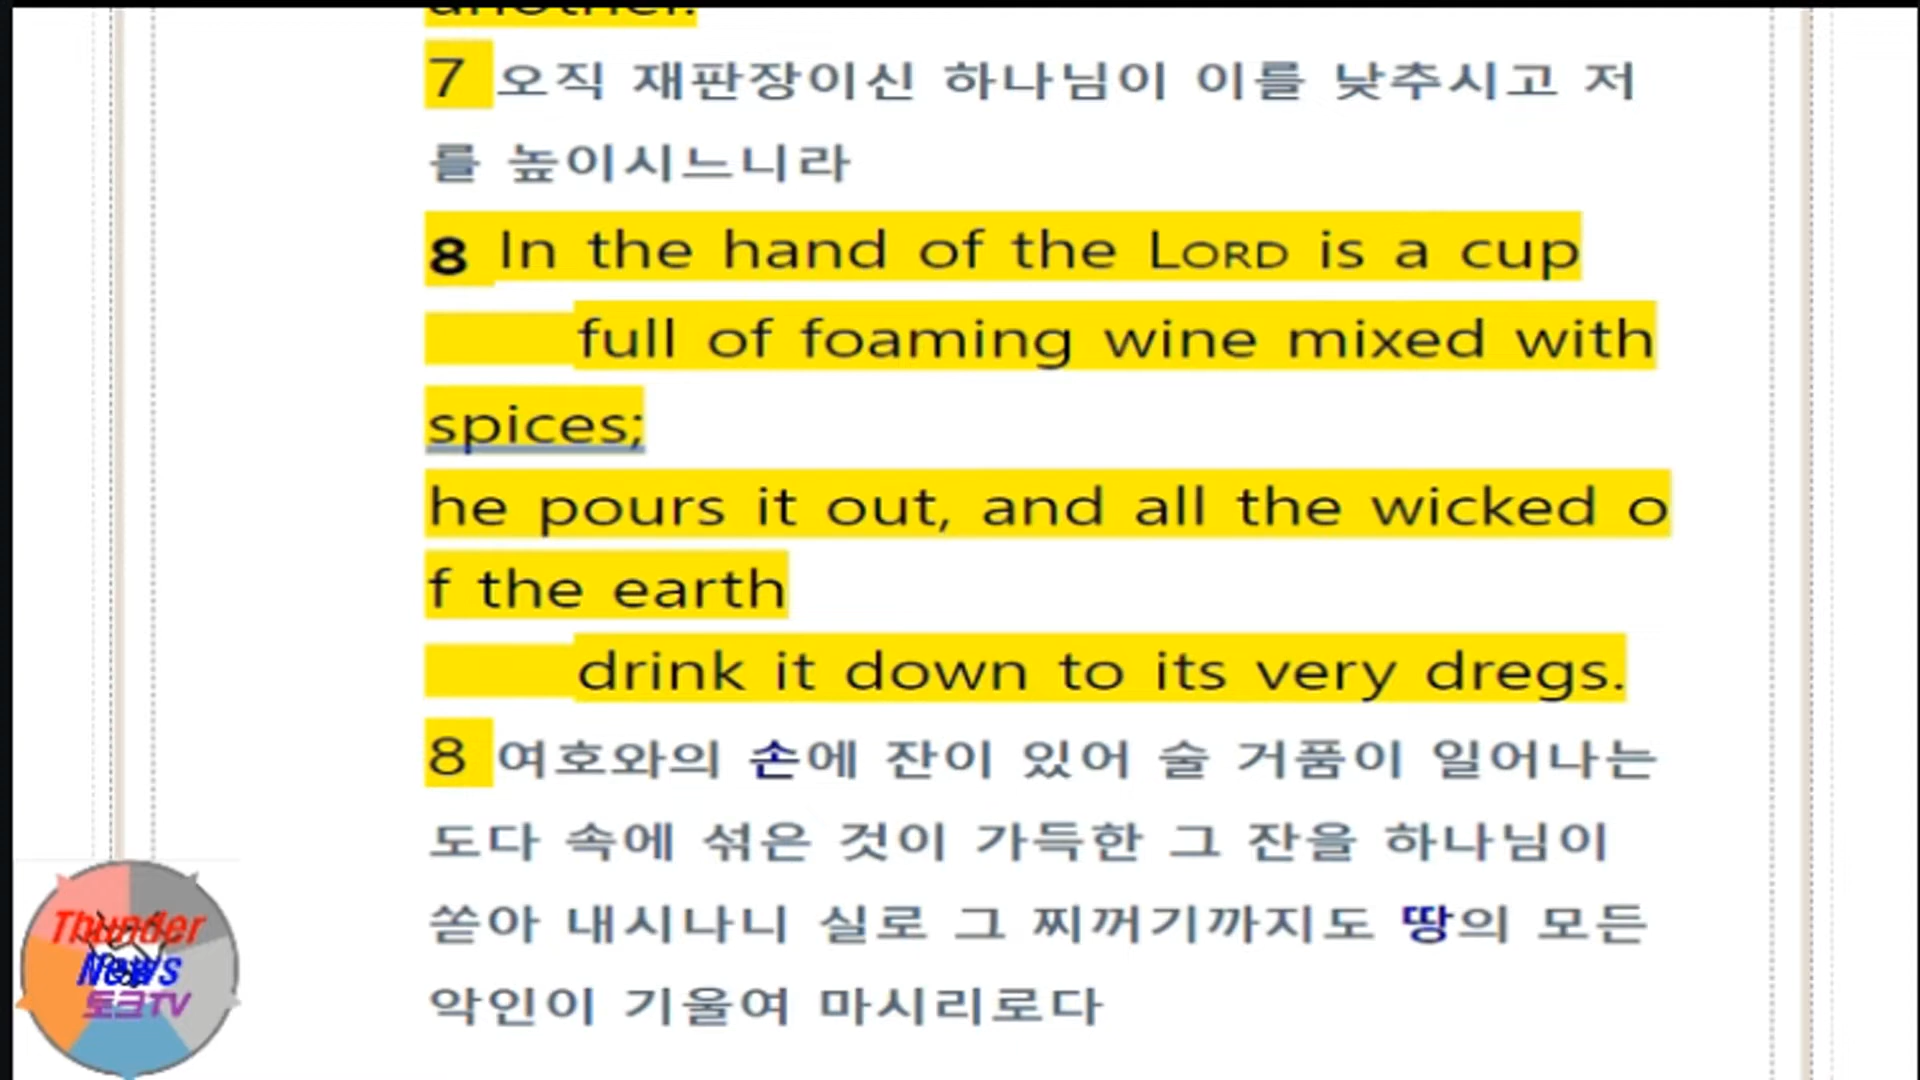 another.
7 오직 재판장이신 하나님이 이를 낮추시고 저
를 높이시느니라
8 In the hand of the LORD is a cup
full of foaming wine mixed with
spices;
he pours it out, and all the wicked o
f the earth
drink it down to its very dregs.
8 여호와의 손에 잔이 있어 술 거품이 일어나는
도다 속에 섞은 것이 가득한 그 잔을 하나님이
쏟아 내시나니 실로 그 찌꺼기까지도 땅의 모든
악인이 기울여 마시리로다
Thunder
News
토크TV